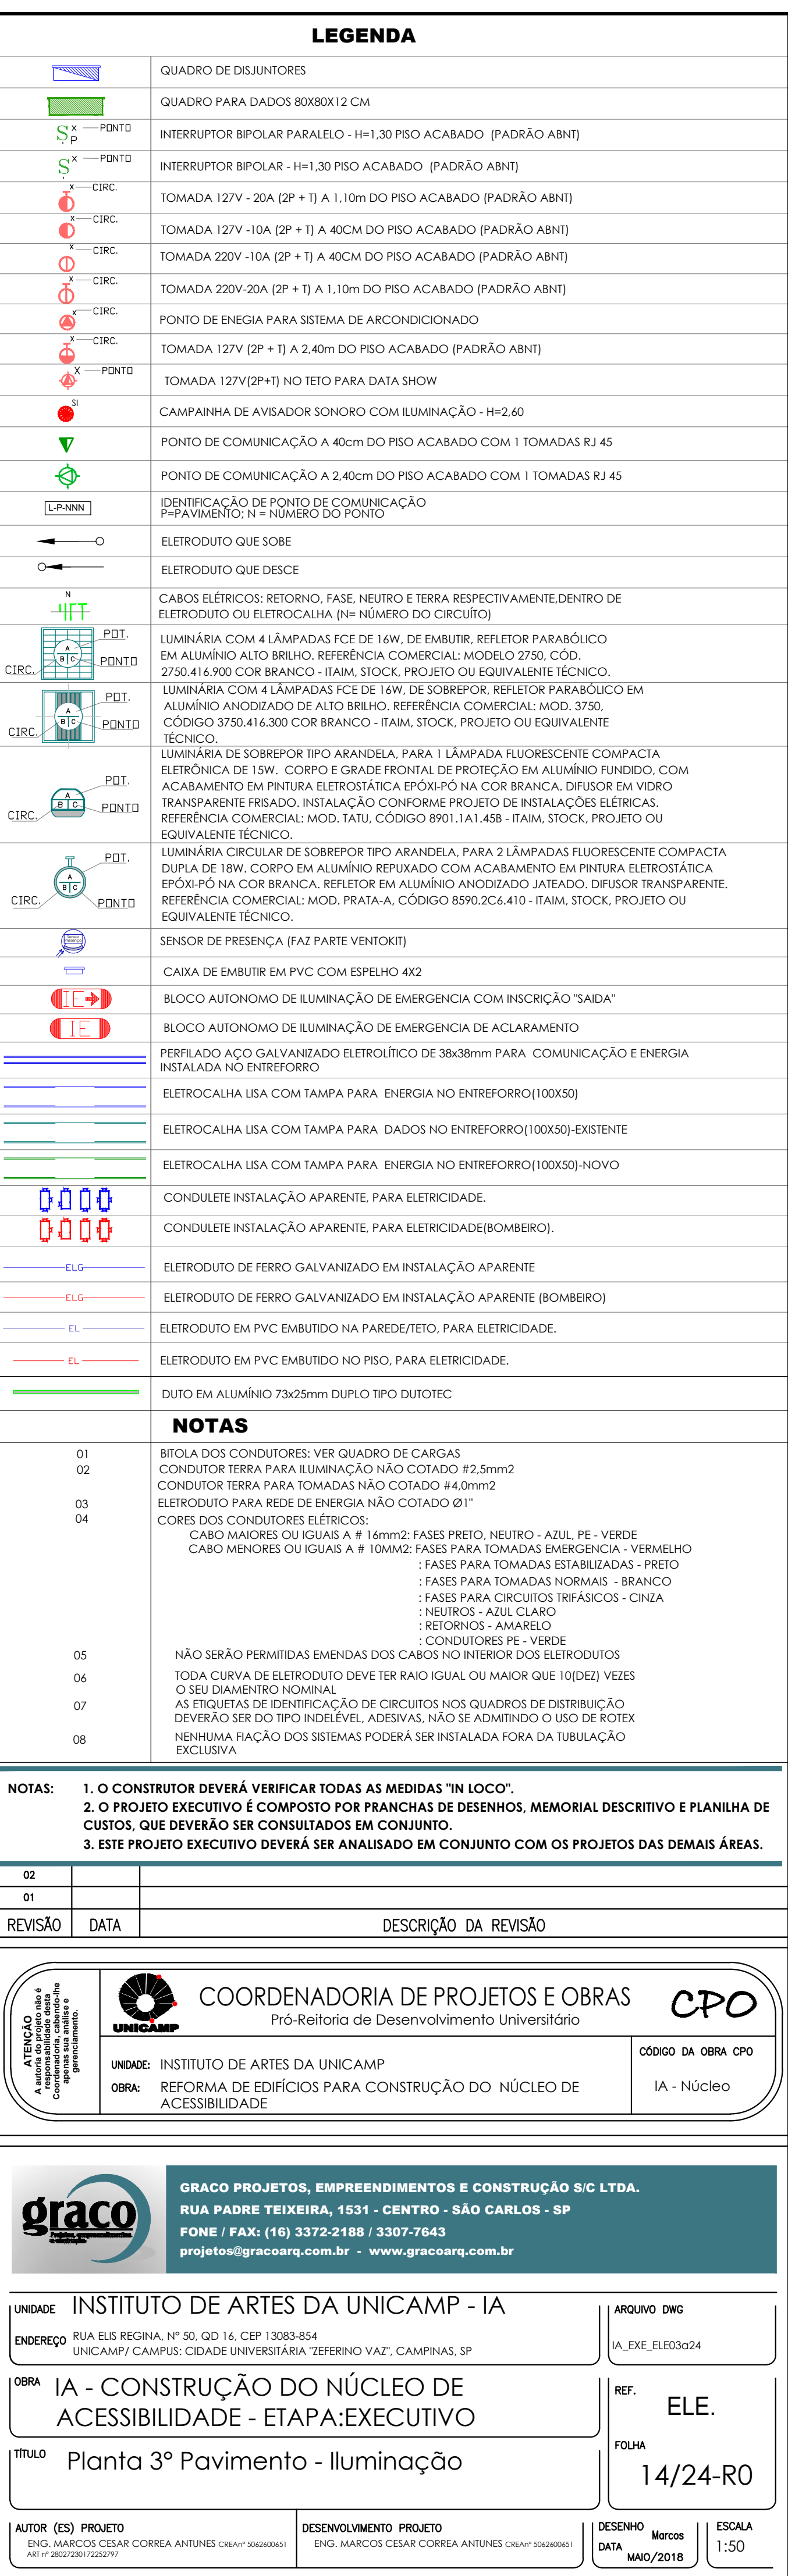 LEGENDA
QUADRO DE DISJUNTORES
QUADRO PARA DADOS 80X80X12 CM
S x P PONTO
INTERRUPTOR BIPOLAR PARALELO - H=1,30 PISO ACABADO (PADRÃO ABNT)
S x PONTO
INTERRUPTOR BIPOLAR - H=1,30 PISO ACABADO (PADRÃO ABNT)
x CIRC.
TOMADA 127V - 20A (2P + T) A 1,10m DO PISO ACABADO (PADRÃO ABNT)
x CIRC.
TOMADA 127V -10A (2P + T) A 40CM DO PISO ACABADO (PADRÃO ABNT)
x CIRC.
TOMADA 220V -10A (2P + T) A 40CM DO PISO ACABADO (PADRÃO ABNT)
x CIRC.
TOMADA 220V-20A (2P + T) A 1,10m DO PISO ACABADO (PADRÃO ABNT)
x CIRC.
PONTO DE ENEGIA PARA SISTEMA DE ARCONDICIONADO
x CIRC.
TOMADA 127V (2P + T) A 2,40m DO PISO ACABADO (PADRÃO ABNT)
X PONTO
TOMADA 127V(2P+T) NO TETO PARA DATA SHOW
SI
CAMPAINHA DE AVISADOR SONORO COM ILUMINAÇÃO - H=2,60
PONTO DE COMUNICAÇÃO A 40cm DO PISO ACABADO COM 1 TOMADAS RJ 45
PONTO DE COMUNICAÇÃO A 2,40cm DO PISO ACABADO COM 1 TOMADAS RJ 45
L-P-NNN
IDENTIFICAÇÃO DE PONTO DE COMUNICAÇÃO
P=PAVIMENTO; N = NÚMERO DO PONTO
ELETRODUTO QUE SOBE
ELETRODUTO QUE DESCE
N
CABOS ELÉTRICOS: RETORNO, FASE, NEUTRO E TERRA RESPECTIVAMENTE,DENTRO DE
ELETRODUTO OU ELETROCALHA (N= NÚMERO DO CIRCUÍTO)
POT.
A
B C
PONTO
CIRC.
LUMINÁRIA COM 4 LÂMPADAS FCE DE 16W, DE EMBUTIR, REFLETOR PARABÓLICO
EM ALUMÍNIO ALTO BRILHO. REFERÊNCIA COMERCIAL: MODELO 2750, CÓD.
2750.416.900 COR BRANCO - ITAIM, STOCK, PROJETO OU EQUIVALENTE TÉCNICO.
POT.
A
B C
PONTO
CIRC.
LUMINÁRIA COM 4 LÂMPADAS FCE DE 16W, DE SOBREPOR, REFLETOR PARABÓLICO EM
ALUMÍNIO ANODIZADO DE ALTO BRILHO. REFERÊNCIA COMERCIAL: MOD. 3750,
CÓDIGO 3750.416.300 COR BRANCO - ITAIM, STOCK, PROJETO OU EQUIVALENTE
TÉCNICO.
POT.
A
B C
PONTO
CIRC.
LUMINÁRIA DE SOBREPOR TIPO ARANDELA, PARA 1 LÂMPADA FLUORESCENTE COMPACTA
ELETRÔNICA DE 15W. CORPO E GRADE FRONTAL DE PROTEÇÃO EM ALUMÍNIO FUNDIDO, COM
ACABAMENTO EM PINTURA ELETROSTÁTICA EPÓXI-PÓ NA COR BRANCA. DIFUSOR EM VIDRO
TRANSPARENTE FRISADO. INSTALAÇÃO CONFORME PROJETO DE INSTALAÇÕES ELÉTRICAS.
REFERÊNCIA COMERCIAL: MOD. TATU, CÓDIGO 8901.1A1.45B - ITAIM, STOCK, PROJETO OU
EQUIVALENTE TÉCNICO.
POT.
A
B C
CIRC.
PONTO
LUMINÁRIA CIRCULAR DE SOBREPOR TIPO ARANDELA, PARA 2 LÂMPADAS FLUORESCENTE COMPACTA
DUPLA DE 18W. CORPO EM ALUMÍNIO REPUXADO COM ACABAMENTO EM PINTURA ELETROSTÁTICA
EPÓXI-PÓ NA COR BRANCA. REFLETOR EM ALUMÍNIO ANODIZADO JATEADO. DIFUSOR TRANSPARENTE.
REFERÊNCIA COMERCIAL: MOD. PRATA-A, CÓDIGO 8590.2C6.410 - ITAIM, STOCK, PROJETO OU
EQUIVALENTE TÉCNICO.
SENSOR DE PRESENÇA (FAZ PARTE VENTOKIT)
CAIXA DE EMBUTIR EM PVC COM ESPELHO 4X2
IE
BLOCO AUTONOMO DE ILUMINAÇÃO DE EMERGENCIA COM INSCRIÇÃO "SAIDA"
IE
BLOCO AUTONOMO DE ILUMINAÇÃO DE EMERGENCIA DE ACLARAMENTO
PERFILADO AÇO GALVANIZADO ELETROLÍTICO DE 38x38mm PARA COMUNICAÇÃO E ENERGIA
INSTALADA NO ENTREFORRO
ELETROCALHA LISA COM TAMPA PARA ENERGIA NO ENTREFORRO(100X50)
ELETROCALHA LISA COM TAMPA PARA DADOS NO ENTREFORRO(100X50)-EXISTENTE
ELETROCALHA LISA COM TAMPA PARA ENERGIA NO ENTREFORRO(100X50)-NOVO
CONDULETE INSTALAÇÃO APARENTE, PARA ELETRICIDADE.
CONDULETE INSTALAÇÃO APARENTE, PARA ELETRICIDADE(BOMBEIRO).
ELG
ELETRODUTO DE FERRO GALVANIZADO EM INSTALAÇÃO APARENTE
ELG
ELETRODUTO DE FERRO GALVANIZADO EM INSTALAÇÃO APARENTE (BOMBEIRO)
EL
ELETRODUTO EM PVC EMBUTIDO NA PAREDE/TETO, PARA ELETRICIDADE.
EL
ELETRODUTO EM PVC EMBUTIDO NO PISO, PARA ELETRICIDADE.
DUTO EM ALUMÍNIO 73x25mm DUPLO TIPO DUTOTEC
NOTAS
01 BITOLA DOS CONDUTORES: VER QUADRO DE CARGAS
02 CONDUTOR TERRA PARA ILUMINAÇÃO NÃO COTADO #2,5mm2
CONDUTOR TERRA PARA TOMADAS NÃO COTADO #4,0mm2
03 ELETRODUTO PARA REDE DE ENERGIA NÃO COTADO Ø1"
04 CORES DOS CONDUTORES ELÉTRICOS:
CABO MAIORES OU IGUAIS A # 16mm2: FASES PRETO, NEUTRO - AZUL, PE - VERDE
CABO MENORES OU IGUAIS A # 10MM2: FASES PARA TOMADAS EMERGENCIA - VERMELHO
: FASES PARA TOMADAS ESTABILIZADAS - PRETO
: FASES PARA TOMADAS NORMAIS - BRANCO
: FASES PARA CIRCUITOS TRIFÁSICOS - CINZA
: NEUTROS - AZUL CLARO
: RETORNOS - AMARELO
: CONDUTORES PE - VERDE
05 NÃO SERÃO PERMITIDAS EMENDAS DOS CABOS NO INTERIOR DOS ELETRODUTOS
06 TODA CURVA DE ELETRODUTO DEVE TER RAIO IGUAL OU MAIOR QUE 10(DEZ) VEZES
O SEU DIAMENTRO NOMINAL
07 AS ETIQUETAS DE IDENTIFICAÇÃO DE CIRCUITOS NOS QUADROS DE DISTRIBUIÇÃO
DEVERÃO SER DO TIPO INDELÉVEL, ADESIVAS, NÃO SE ADMITINDO O USO DE ROTEX
08 NENHUMA FIAÇÃO DOS SISTEMAS PODERÁ SER INSTALADA FORA DA TUBULAÇÃO
EXCLUSIVA
NOTAS: 1. O CONSTRUTOR DEVERÁ VERIFICAR TODAS AS MEDIDAS "IN LOCO".
2. O PROJETO EXECUTIVO É COMPOSTO POR PRANCHAS DE DESENHOS, MEMORIAL DESCRITIVO E PLANILHA DE
CUSTOS, QUE DEVERÃO SER CONSULTADOS EM CONJUNTO.
3. ESTE PROJETO EXECUTIVO DEVERÁ SER ANALISADO EM CONJUNTO COM OS PROJETOS DAS DEMAIS ÁREAS.
02
01
REVISÃO DATA DESCRIÇÃO DA REVISÃO
ATENÇÃO
A autoria do projeto não é
responsabilidade desta
Coordenadoria, cabendo-lhe
apenas sua análise e
gerenciamento.
UNICAMP
COORDENADORIA DE PROJETOS E OBRAS
Pró-Reitoria de Desenvolvimento Universitário
CPO
UNIDADE: INSTITUTO DE ARTES DA UNICAMP
OBRA: REFORMA DE EDIFÍCIOS PARA CONSTRUÇÃO DO NÚCLEO DE
ACESSIBILIDADE
CÓDIGO DA OBRA CPO
IA - Núcleo
graco
GRACO PROJETOS, EMPREENDIMENTOS E CONSTRUÇÃO S/C LTDA.
RUA PADRE TEIXEIRA, 1531 - CENTRO - SÃO CARLOS - SP
FONE / FAX: (16) 3372-2188 / 3307-7643
projetos@gracoarq.com.br - www.gracoarq.com.br
UNIDADE INSTITUTO DE ARTES DA UNICAMP - IA
ENDEREÇO RUA ELIS REGINA, Nº 50, QD 16, CEP 13083-854
UNICAMP/ CAMPUS: CIDADE UNIVERSITÁRIA "ZEFERINO VAZ", CAMPINAS, SP
ARQUIVO DWG
IA_EXE_ELE03a24
OBRA IA - CONSTRUÇÃO DO NÚCLEO DE
ACESSIBILIDADE - ETAPA:EXECUTIVO
REF.
ELE.
TÍTULO Planta 3º Pavimento - Iluminação
FOLHA
14/24-R0
AUTOR (ES) PROJETO
ENG. MARCOS CESAR CORREA ANTUNES CREAnº 5062600651
ART nº 28027230172252797
DESENVOLVIMENTO PROJETO
ENG. MARCOS CESAR CORREA ANTUNES CREAnº 5062600651
DESENHO Marcos
DATA MAIO/2018
ESCALA
1:50